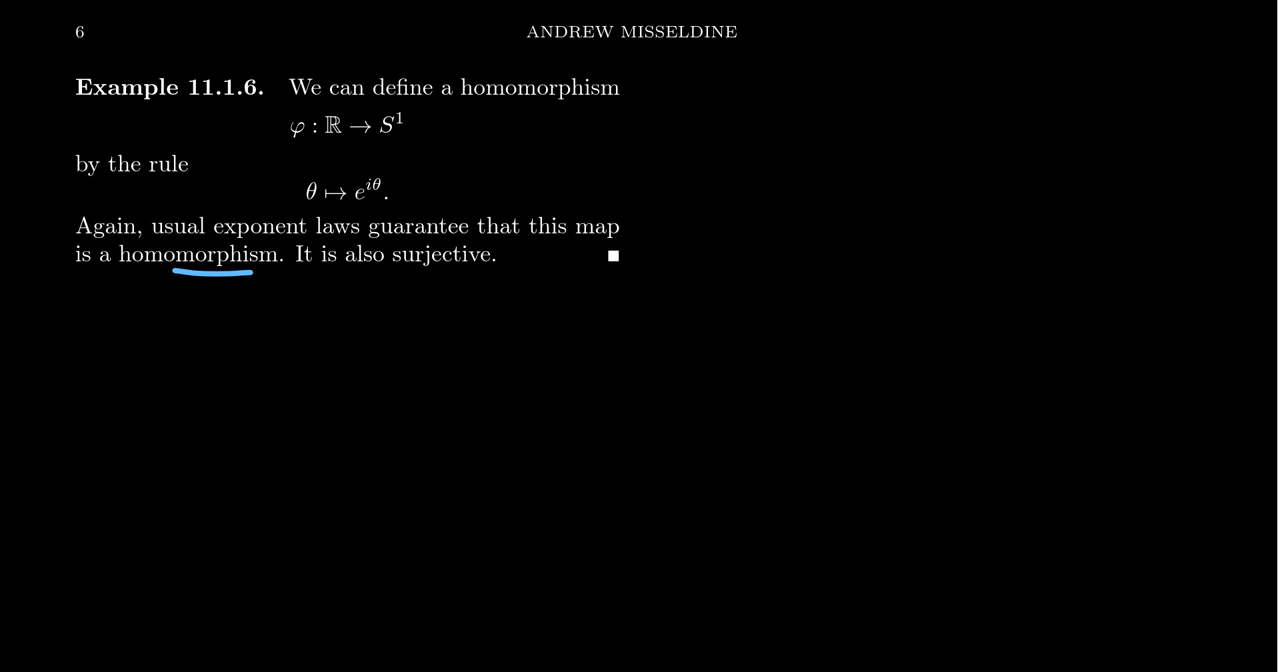 6 ANDREW MISSELDINE
Example 11.1.6. We can define a homomorphism
φ : ℝ → S¹
by the rule
θ ↦ e^{iθ}.
Again, usual exponent laws guarantee that this map
is a homomorphism. It is also surjective. ■